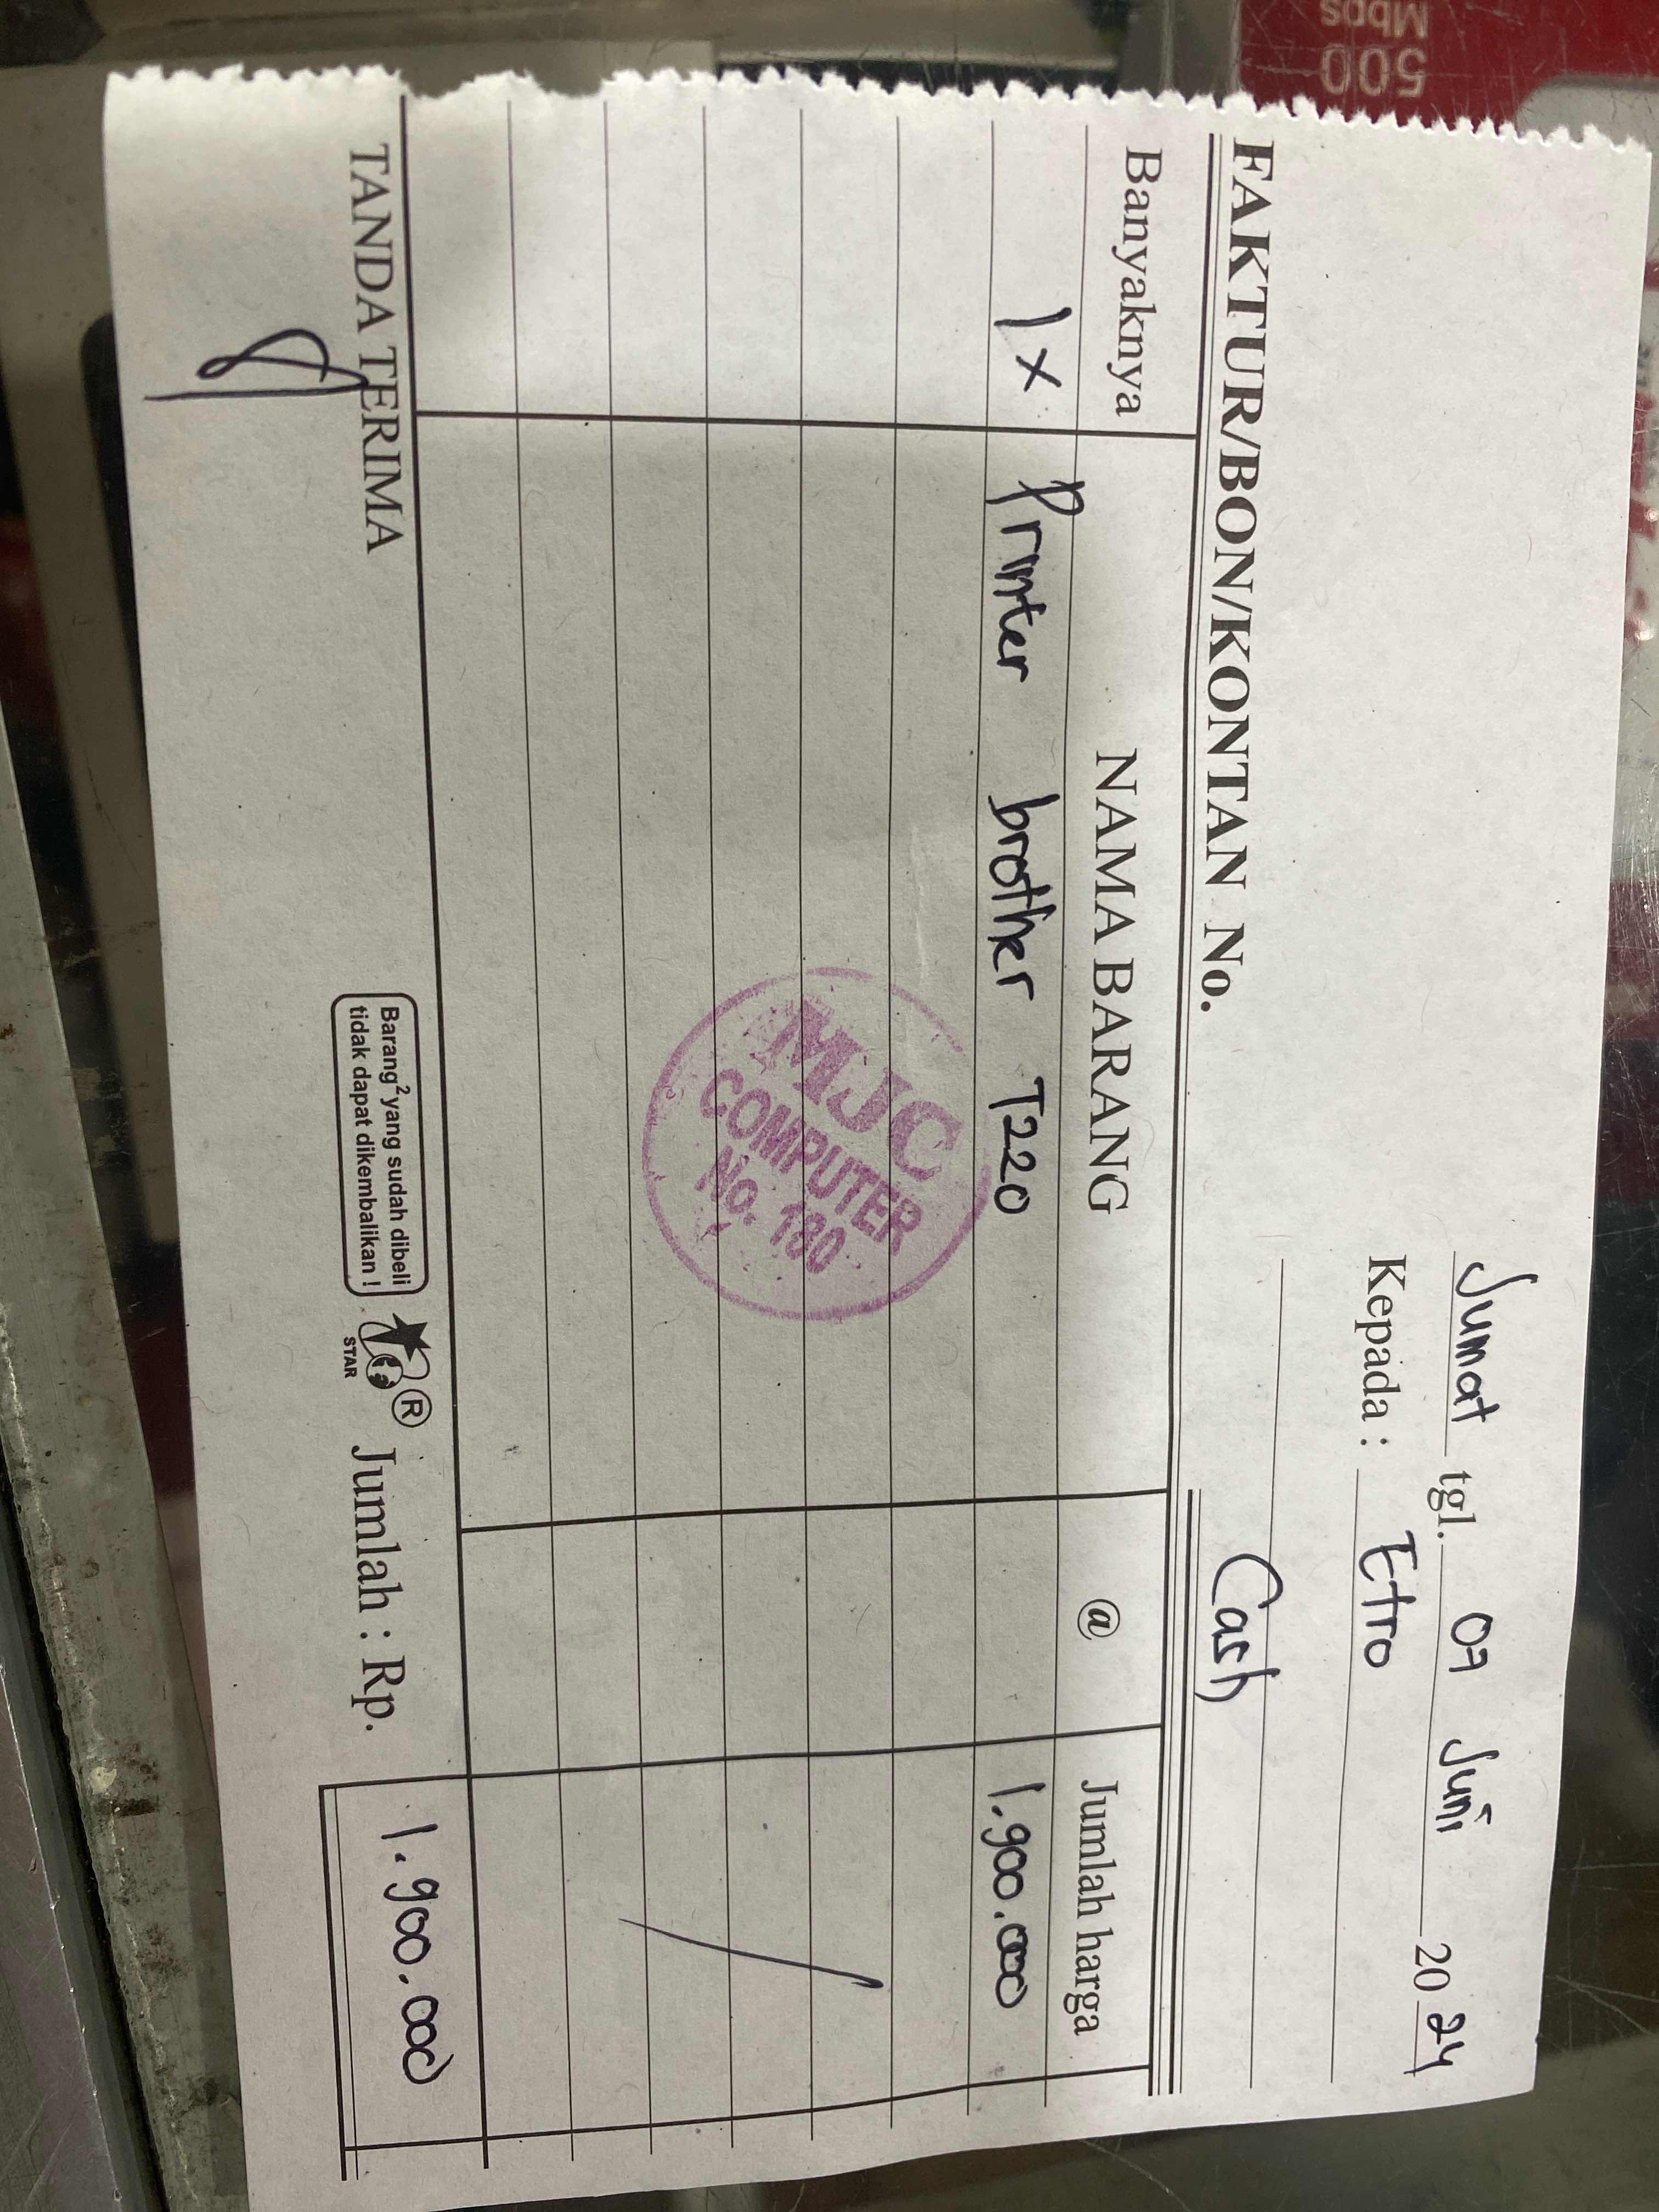 Jumat tgl. 07 Juni 2024
Kepada : Etro
Cash
FAKTUR/BON/KONTAN No.
Banyaknya NAMA BARANG @ Jumlah harga
1x Printer brother T220 1.900.000
MJC
COMPUTER
No. 180
TANDA TERIMA
Barang² yang sudah dibeli
tidak dapat dikembalikan !
STAR
®
Jumlah : Rp. 1.900.000
500
Mbps